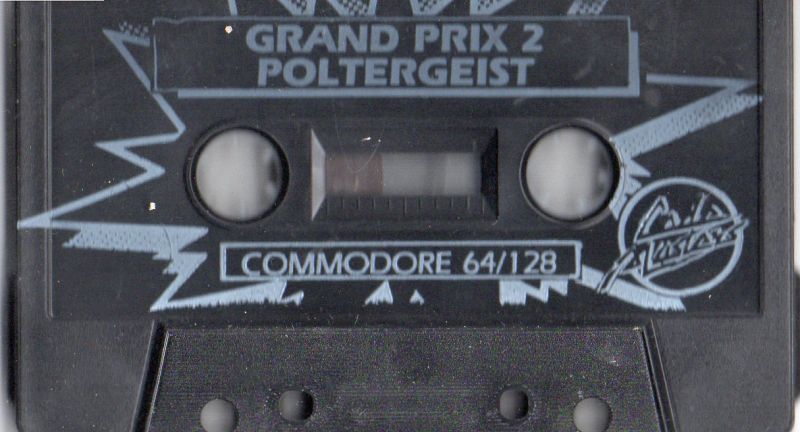 GRAND PRIX 2
POLTERGEIST
COMMODORE 64/128
Code
Masters